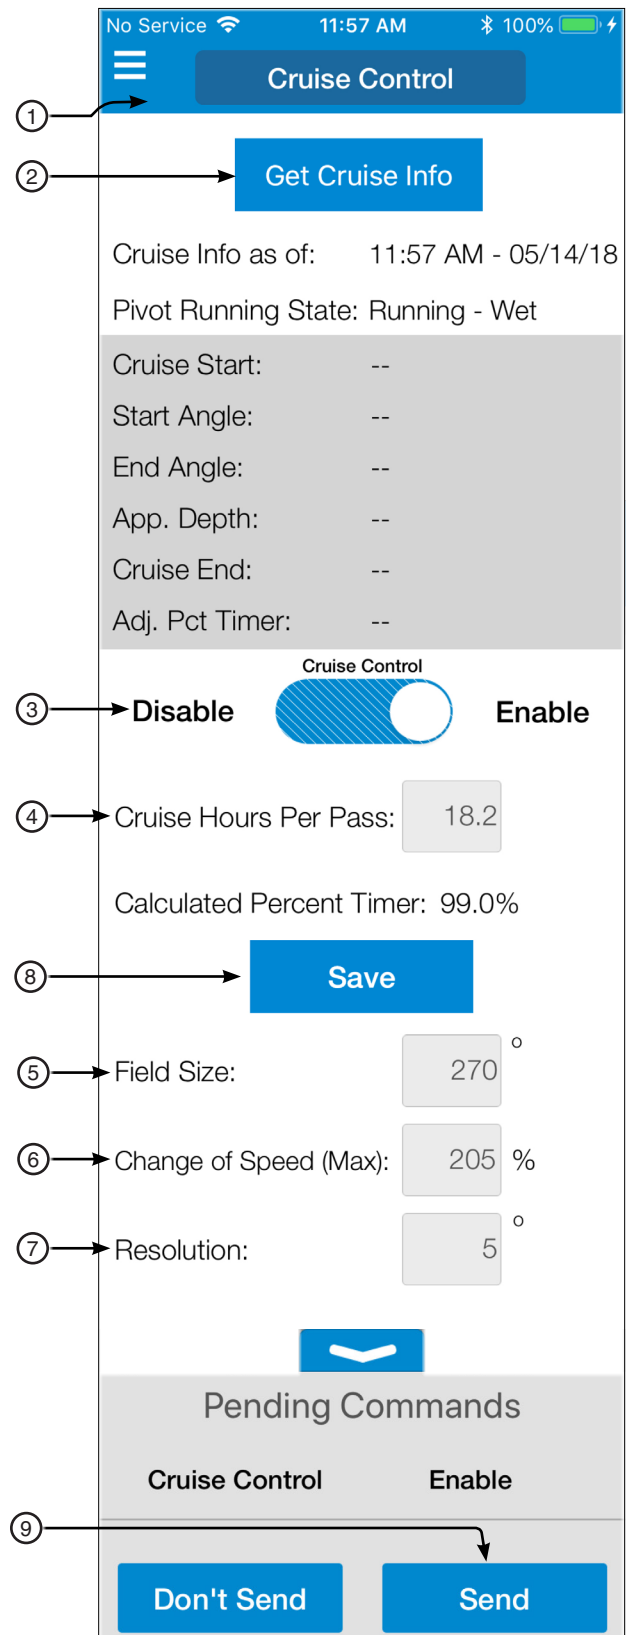 No Service 11:57 AM 100%
Cruise Control
1
2 Get Cruise Info
Cruise Info as of: 11:57 AM - 05/14/18
Pivot Running State: Running - Wet
Cruise Start: --
Start Angle: --
End Angle: --
App. Depth: --
Cruise End: --
Adj. Pct Timer: --
Cruise Control
3 Disable Enable
4 Cruise Hours Per Pass: 18.2
Calculated Percent Timer: 99.0%
8 Save
5 Field Size: 270 º
6 Change of Speed (Max): 205 %
7 Resolution: 5 º
Pending Commands
Cruise Control Enable
9
Don't Send Send